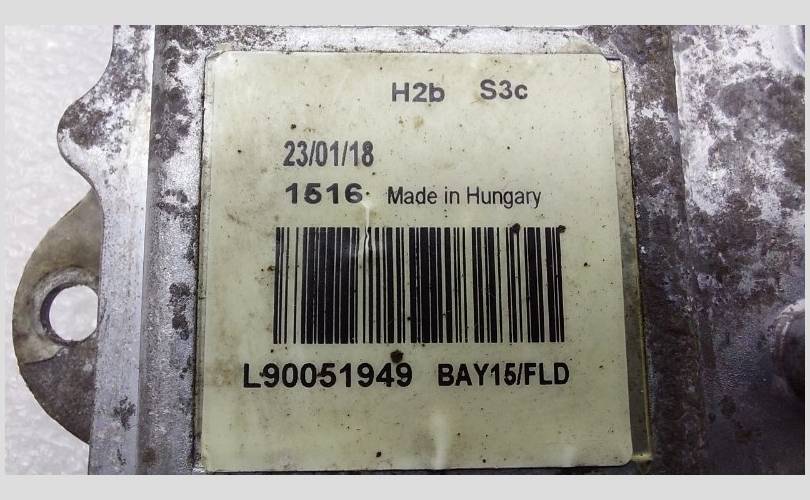 H2b S3c
23/01/18
1516 Made in Hungary
L90051949 BAY15/FLD